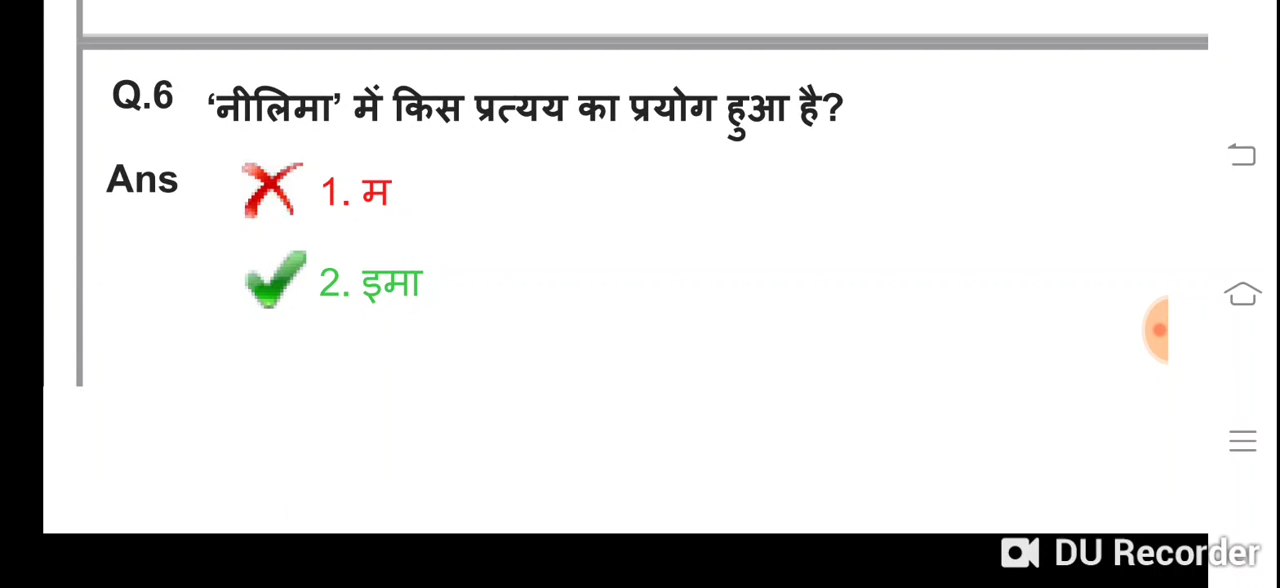 Q.6 ‘नीलिमा’ में किस प्रत्यय का प्रयोग हुआ है?
Ans 1. म
2. इमा
DU Recorder